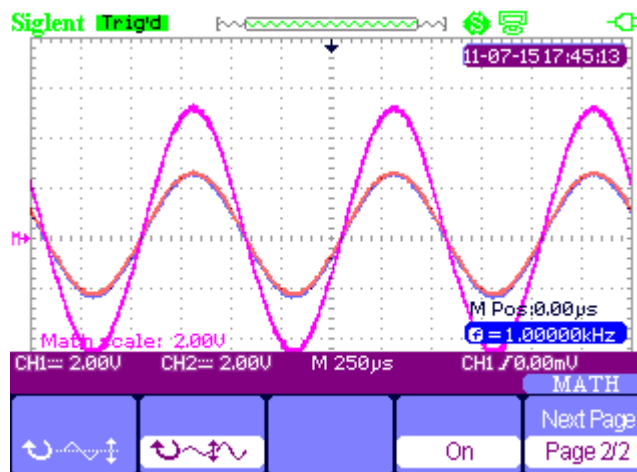 Siglent Trig'd
11-07-15 17:45:13
M
M Pos:0.00μs
Math scale: 2.00V
f = 1.00000kHz
CH1 2.00V CH2 2.00V M 250μs CH1 0.00mV
MATH
Next Page
On Page 2/2